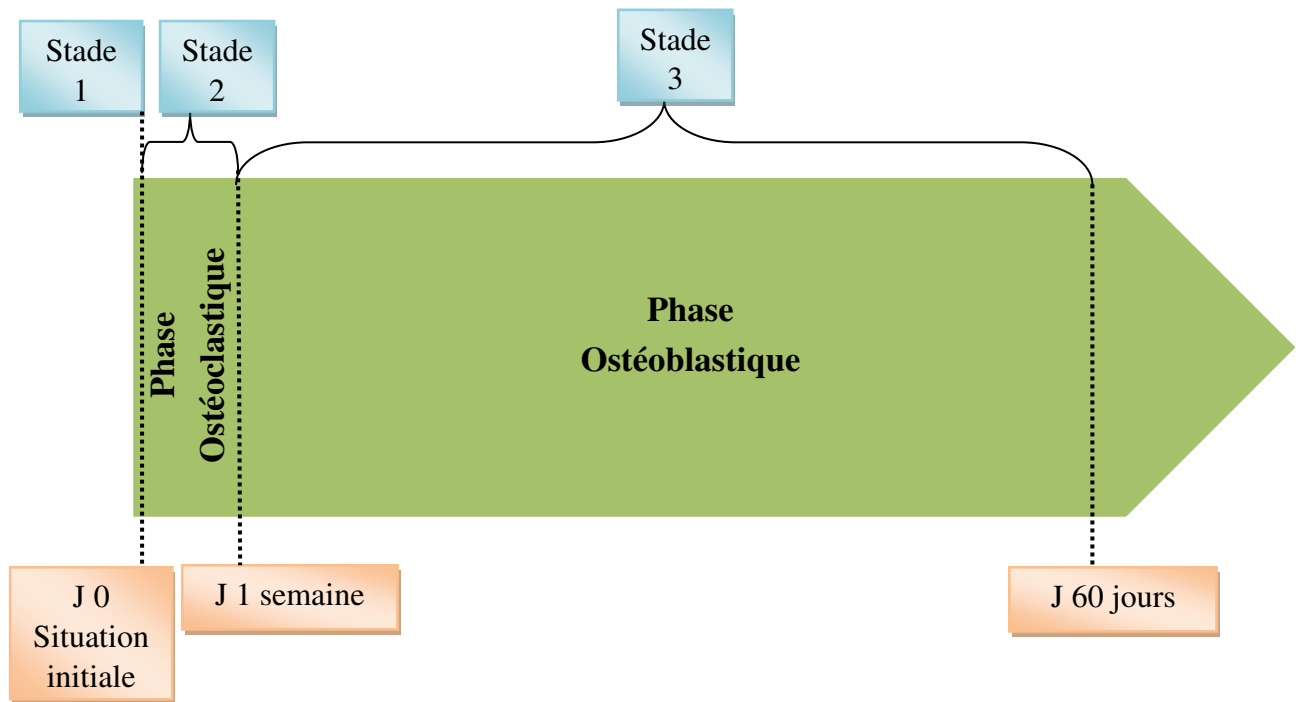 Stade
1
Stade
2
Stade
3
Phase
Ostéoclastique
Phase
Ostéoblastique
J 0
Situation
initiale
J 1 semaine
J 60 jours